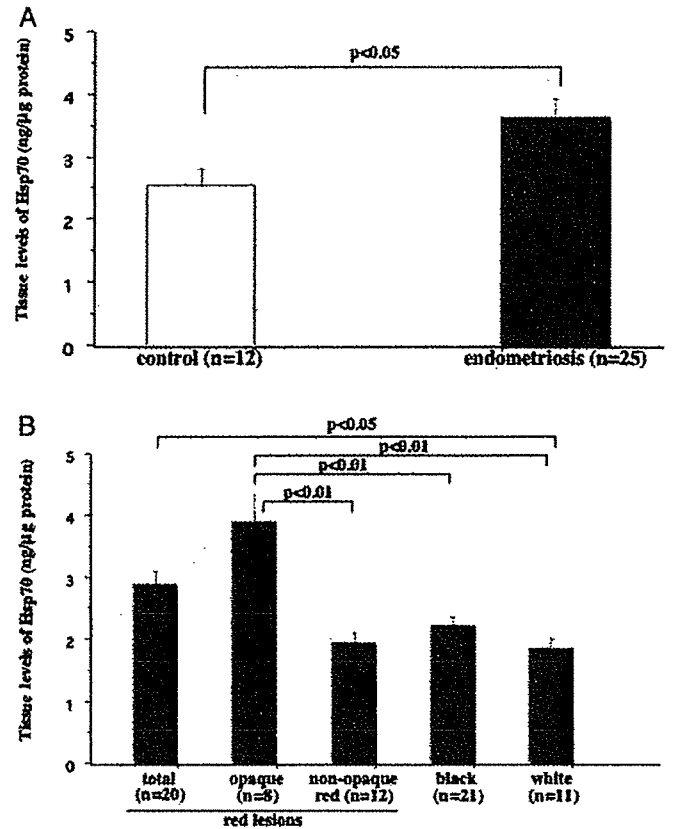 A
Tissue levels of Hsp70 (ng/μg protein)
5
4
3
2
1
0
p<0.05
control (n=12)
endometriosis (n=25)
B
Tissue levels of Hsp70 (ng/μg protein)
5
4
3
2
1
0
p<0.05
p<0.01
p<0.01
p<0.01
total
(n=20)
opaque
(n=8)
non-opaque
red (n=12)
black
(n=21)
white
(n=11)
red lesions